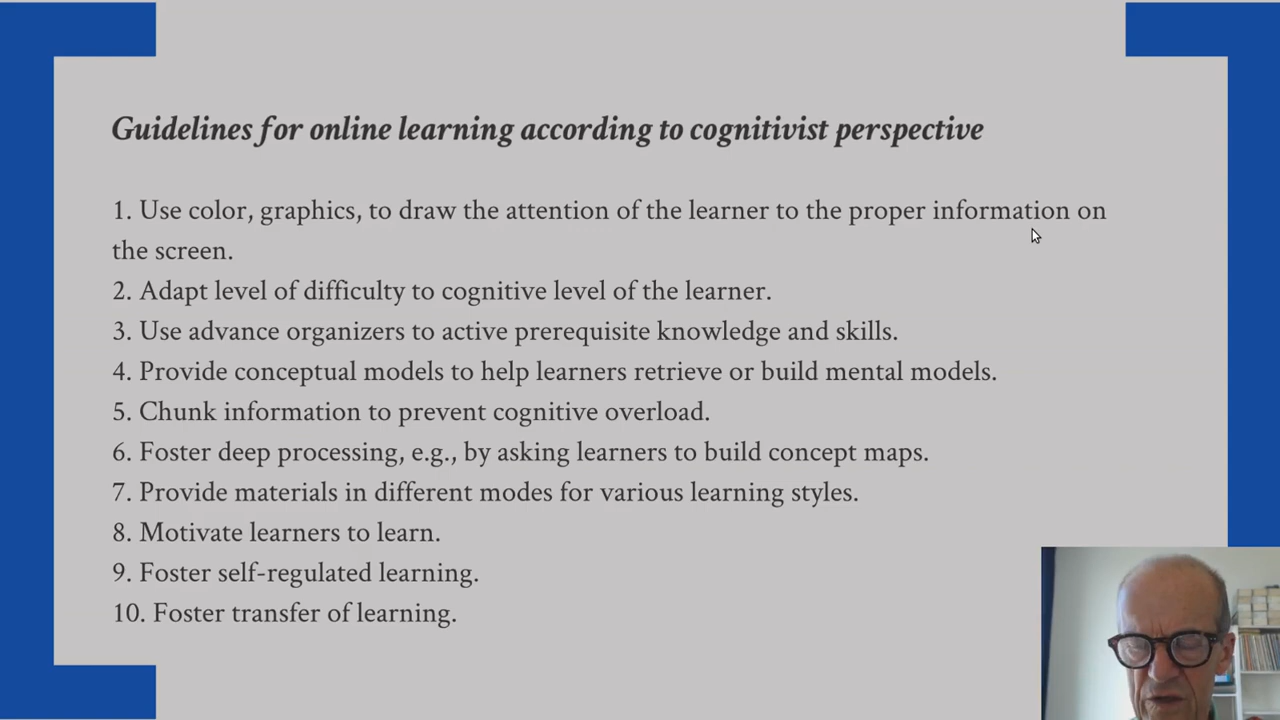 Guidelines for online learning according to cognitivist perspective
1. Use color, graphics, to draw the attention of the learner to the proper information on
the screen.
2. Adapt level of difficulty to cognitive level of the learner.
3. Use advance organizers to active prerequisite knowledge and skills.
4. Provide conceptual models to help learners retrieve or build mental models.
5. Chunk information to prevent cognitive overload.
6. Foster deep processing, e.g., by asking learners to build concept maps.
7. Provide materials in different modes for various learning styles.
8. Motivate learners to learn.
9. Foster self-regulated learning.
10. Foster transfer of learning.